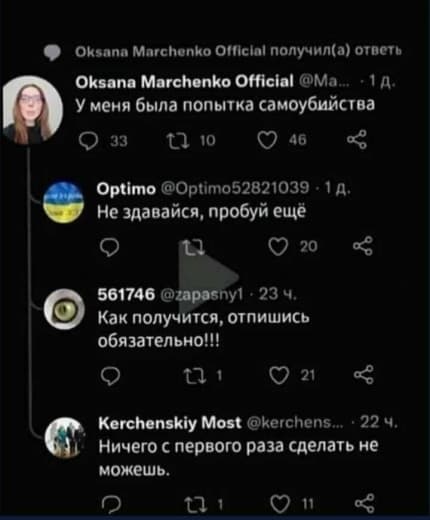 Oksana Marchenko Official получил(а) ответь
Oksana Marchenko Official @Ma... · 1 д.
У меня была попытка самоубийства
33 10 46
Optimo @Optimo52821039 · 1 д.
Не здавайся, пробуй ещё
20
561746 @zapasny1 · 23 ч.
Как получится, отпишись
обязательно!!!
1 21
Kerchenskiy Most @kerchens... · 22 ч.
Ничего с первого раза сделать не
можешь.
1 11